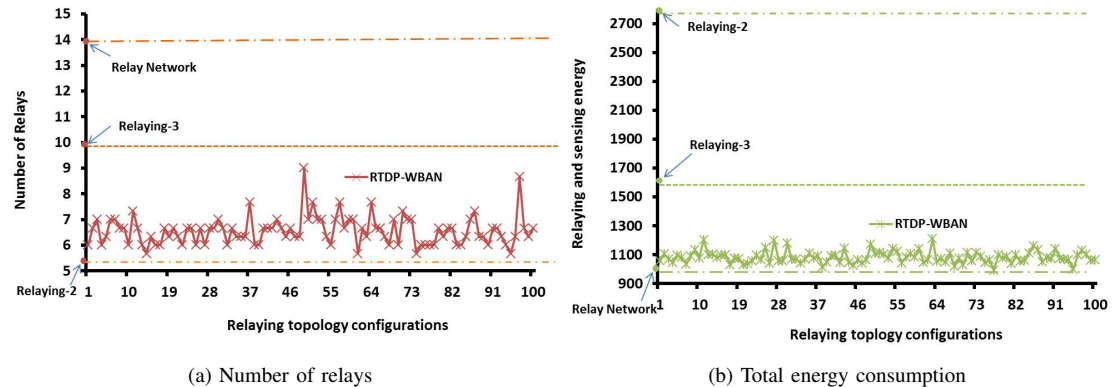 15
14
13
12
11
10
9
8
7
6
5
Number of Relays
Relay Network
Relaying-3
RTDP-WBAN
Relaying-2
1 10 19 28 37 46 55 64 73 82 91 100
Relaying topology configurations
(a) Number of relays
2700
2500
2300
2100
1900
1700
1500
1300
1100
900
Relaying and sensing energy
Relaying-2
Relaying-3
RTDP-WBAN
Relay Network
1 10 19 28 37 46 55 64 73 82 91 100
Relaying toplogy configurations
(b) Total energy consumption